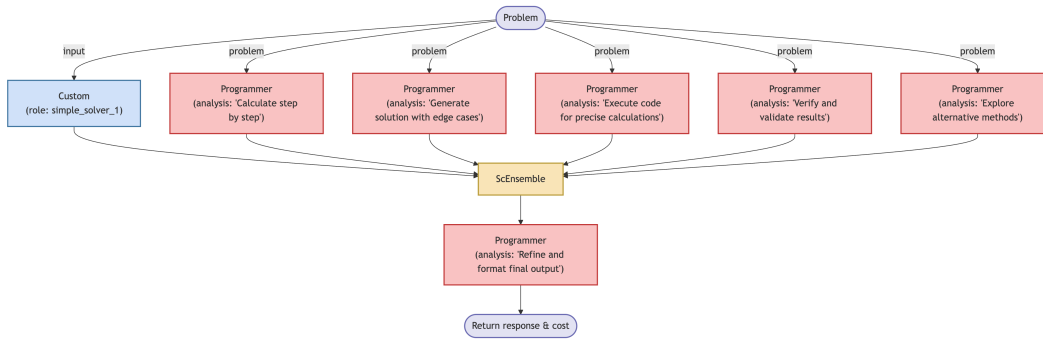 Problem
input
problem
problem
problem
problem
problem
Custom
(role: simple_solver_1)
Programmer
(analysis: 'Calculate step
by step')
Programmer
(analysis: 'Generate
solution with edge cases')
Programmer
(analysis: 'Execute code
for precise calculations')
Programmer
(analysis: 'Verify and
validate results')
Programmer
(analysis: 'Explore
alternative methods')
ScEnsemble
Programmer
(analysis: 'Refine and
format final output')
Return response & cost